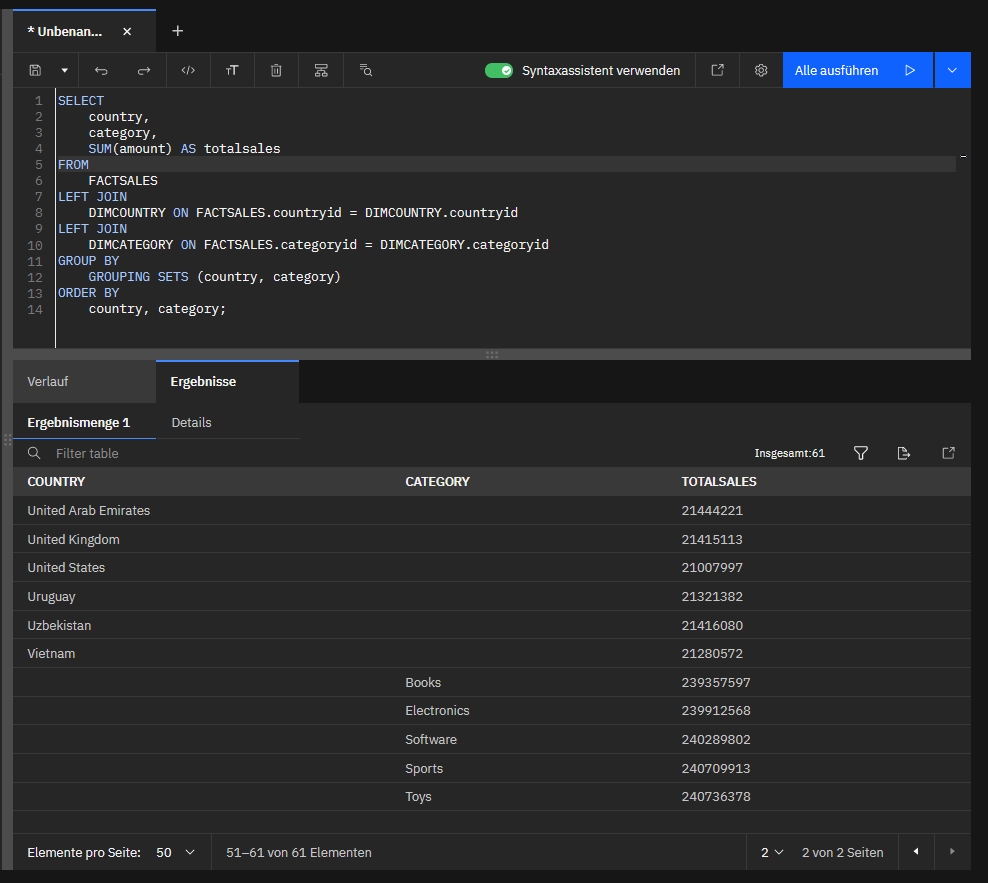 * Unbenan... × +
Syntaxassistent verwenden
Alle ausführen
1 SELECT
2 country,
3 category,
4 SUM(amount) AS totalsales
5 FROM
6 FACTSALES
7 LEFT JOIN
8 DIMCOUNTRY ON FACTSALES.countryid = DIMCOUNTRY.countryid
9 LEFT JOIN
10 DIMCATEGORY ON FACTSALES.categoryid = DIMCATEGORY.categoryid
11 GROUP BY
12 GROUPING SETS (country, category)
13 ORDER BY
14 country, category;
Verlauf Ergebnisse
Ergebnismenge 1 Details
Filter table Insgesamt:61
COUNTRY CATEGORY TOTALSALES
United Arab Emirates 21444221
United Kingdom 21415113
United States 21007997
Uruguay 21321382
Uzbekistan 21416080
Vietnam 21280572
Books 239357597
Electronics 239912568
Software 240289802
Sports 240709913
Toys 240736378
Elemente pro Seite: 50 51–61 von 61 Elementen 2 2 von 2 Seiten